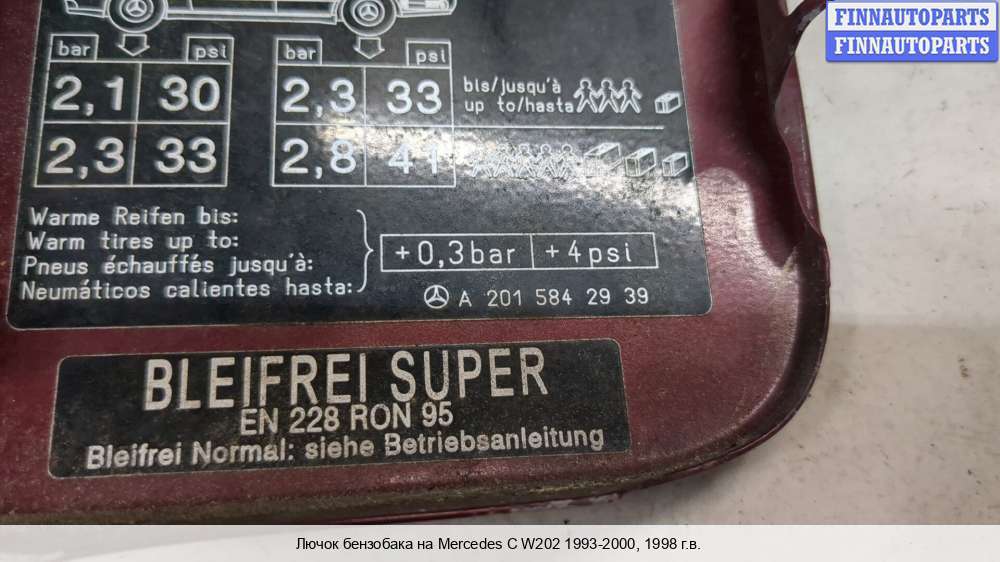 FINNAUTOPARTS
FINNAUTOPARTS
bar psi bar psi
2,1 30 2,3 33 bis/jusqu'à
up to/hasta
2,3 33 2,8 41
Warme Reifen bis:
Warm tires up to:
Pneus échauffés jusqu'à:
Neumáticos calientes hasta:
+0,3bar +4psi
A 201 584 29 39
BLEIFREI SUPER
EN 228 RON 95
Bleifrei Normal: siehe Betriebsanleitung
Лючок бензобака на Mercedes C W202 1993-2000, 1998 г.в.